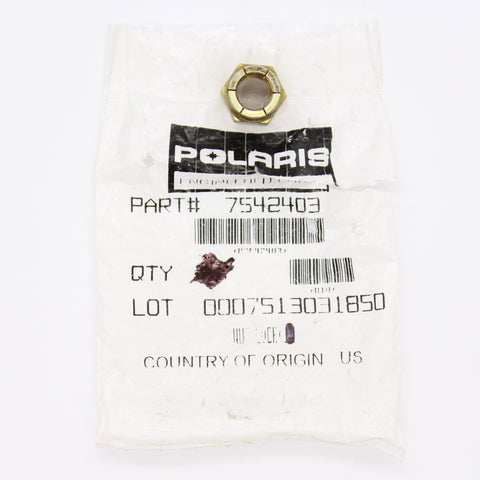 POLARIS
PART# 7542403
QTY
LOT 0007513031850
COUNTRY OF ORIGIN US